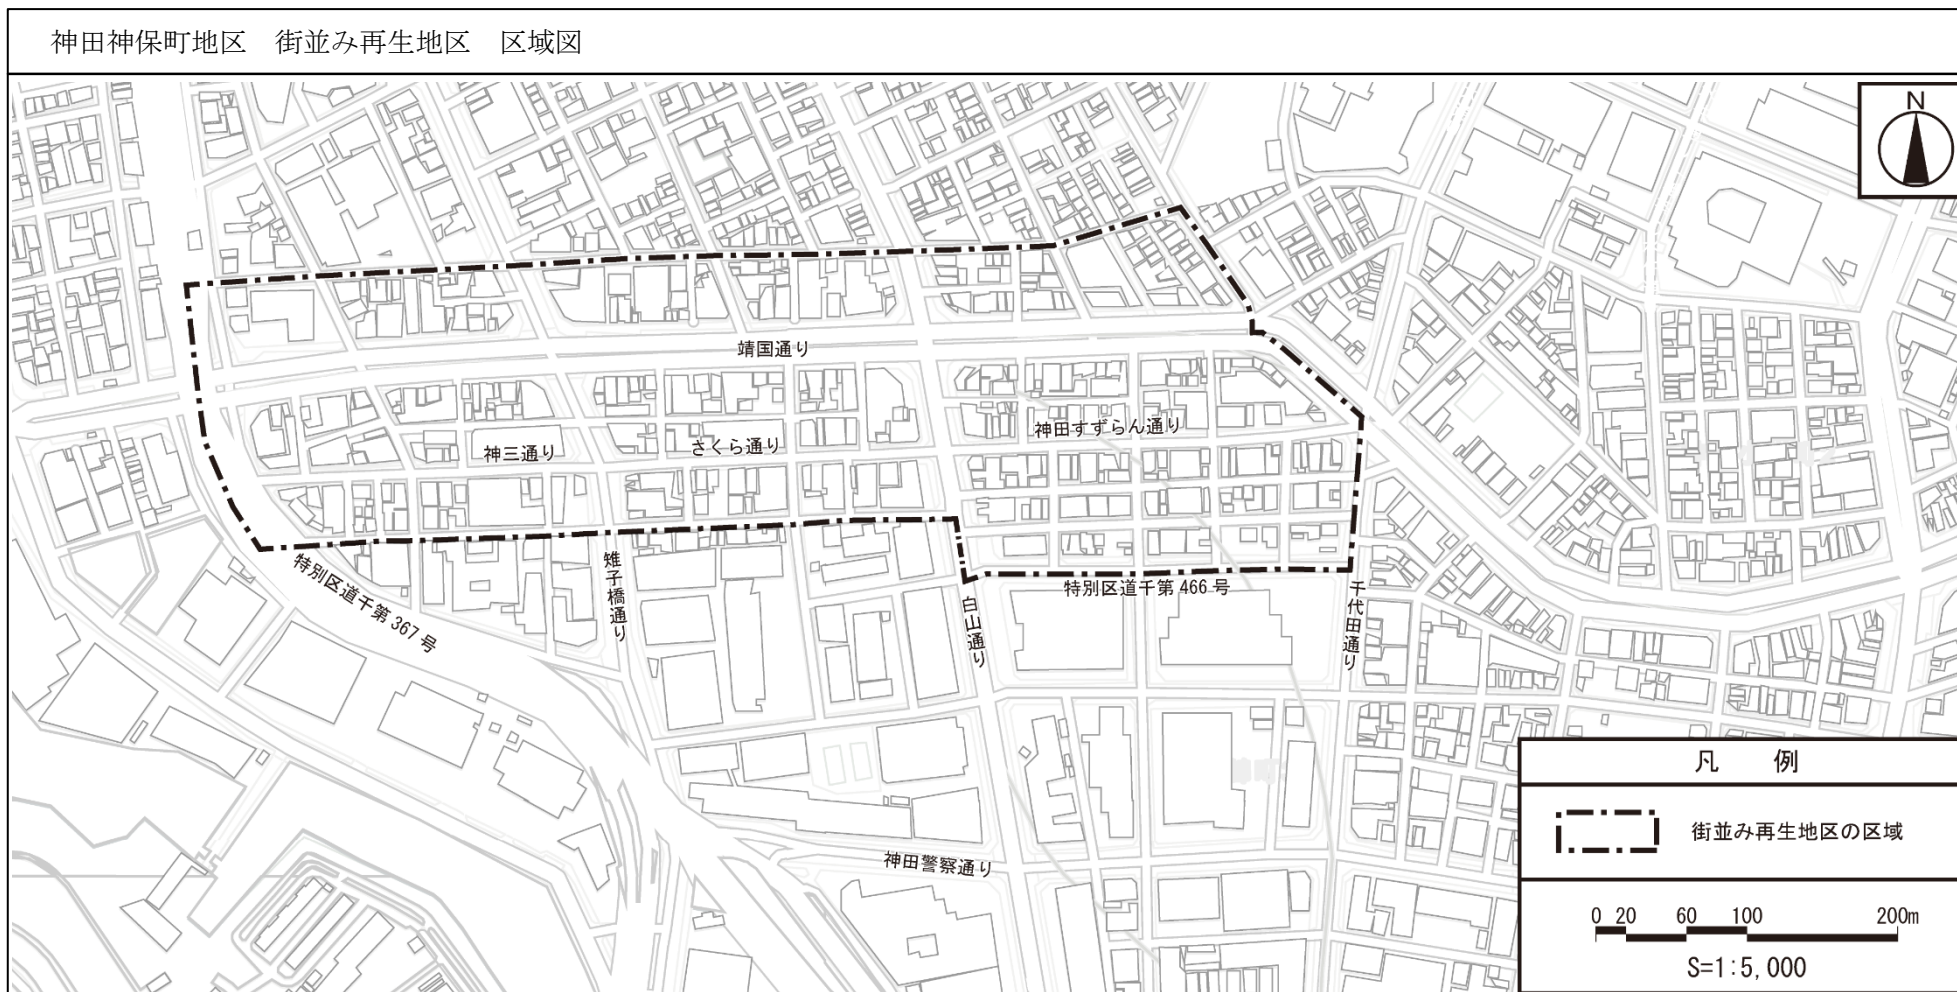 神田神保町地区　街並み再生地区　区域図
N
靖国通り
神田すずらん通り
さくら通り
神三通り
特別区道千第367号
雉子橋通り
白山通り
特別区道千第466号
千代田通り
神田警察通り
凡　例
街並み再生地区の区域
0 20 60 100 200m
S=1:5,000